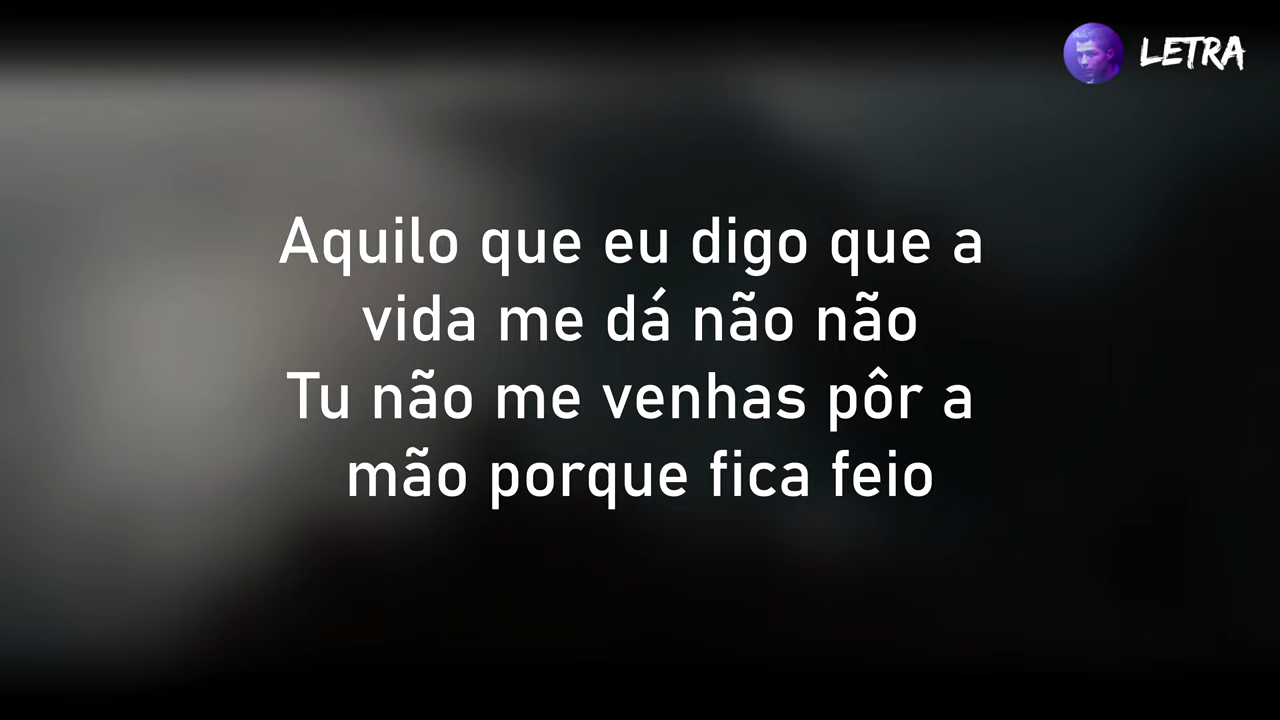 LETRA
Aquilo que eu digo que a
vida me dá não não
Tu não me venhas pôr a
mão porque fica feio